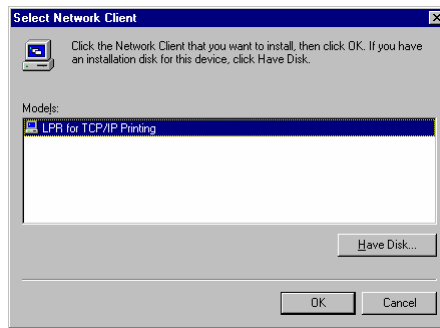 Select Network Client
Click the Network Client that you want to install, then click OK. If you have
an installation disk for this device, click Have Disk.
Models:
LPR for TCP/IP Printing
Have Disk...
OK
Cancel